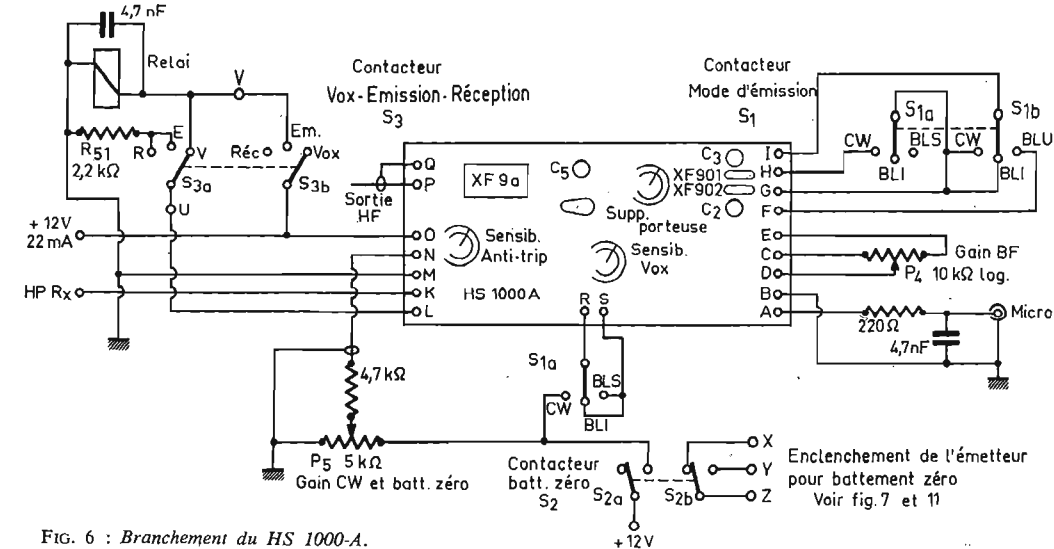 4,7 nF
Relai
V
Contacteur
Vox-Emission-Réception
S3
Contacteur
Mode d'émission
S1
R51
2,2 kΩ
R
E
V
S3a
U
Réc
Em.
Vox
S3b
+ 12V
22 mA
HP Rx
Q
P
Sortie
HF
O
N
M
K
L
XF 9a
C5
C3
XF901
XF902
C2
Supp.
porteuse
Sensib.
Anti-trip
Sensib.
Vox
HS 1000A
R S
I
H
G
F
E
C
D
B
A
S1a
S1b
CW
BLS
CW
BLU
BLI
BLI
Gain BF
P4 10 kΩ log.
220Ω
4,7nF
Micro
4,7 kΩ
P5 5 kΩ
Gain CW et batt. zéro
S1a
CW
BLS
BLI
Contacteur
batt. zéro
S2
S2a
S2b
+ 12 V
X
Y
Z
Enclenchement de l'émetteur
pour battement zéro
Voir fig. 7 et 11
FIG. 6 : Branchement du HS 1000-A.